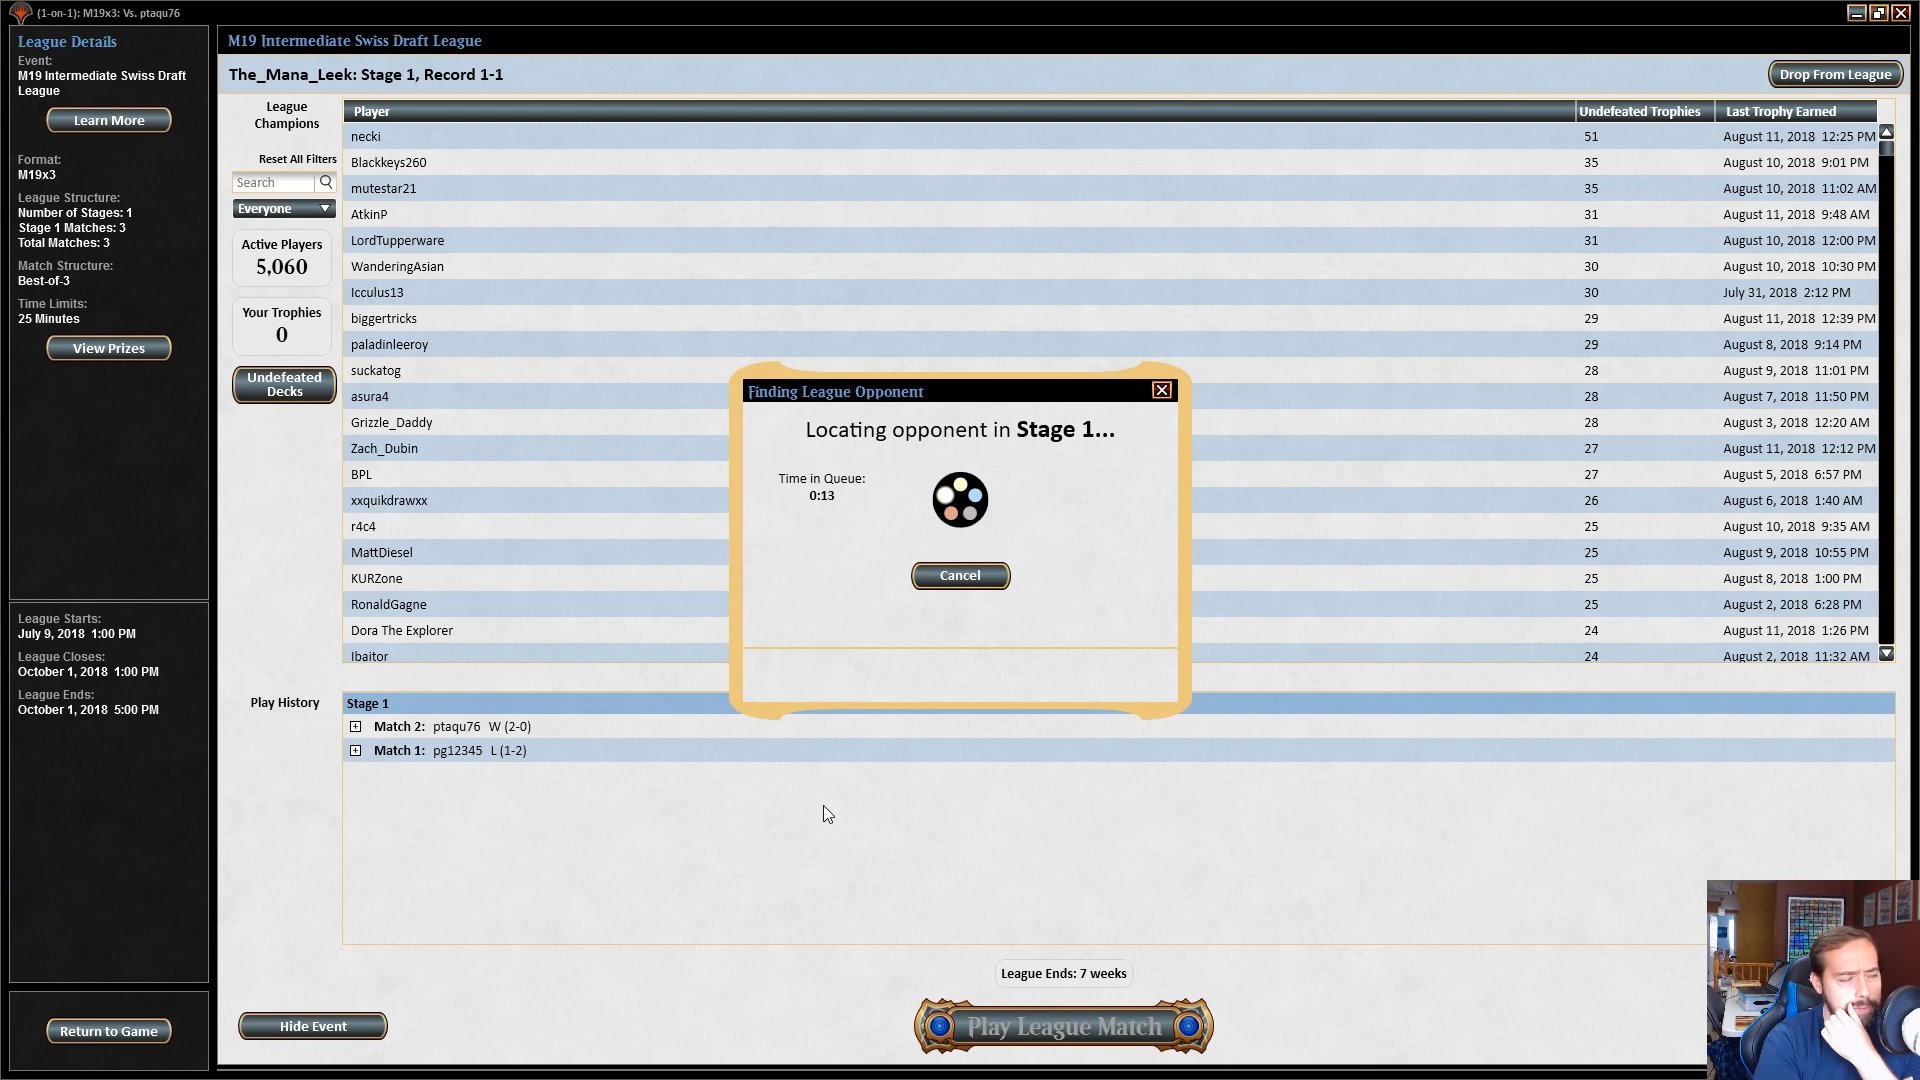 (1-on-1): M19x3: Vs. ptaqu76
League Details
Event:
M19 Intermediate Swiss Draft
League
Learn More
Format:
M19x3
League Structure:
Number of Stages: 1
Stage 1 Matches: 3
Total Matches: 3
Match Structure:
Best-of-3
Time Limits:
25 Minutes
View Prizes
League Starts:
July 9, 2018 1:00 PM
League Closes:
October 1, 2018 1:00 PM
League Ends:
October 1, 2018 5:00 PM
Return to Game
M19 Intermediate Swiss Draft League
The_Mana_Leek: Stage 1, Record 1-1
Drop From League
League
Champions
Reset All Filters
Search
Everyone
Active Players
5,060
Your Trophies
0
Undefeated
Decks
Player Undefeated Trophies Last Trophy Earned
necki 51 August 11, 2018 12:25 PM
Blackkeys260 35 August 10, 2018 9:01 PM
mutestar21 35 August 10, 2018 11:02 AM
AtkinP 31 August 11, 2018 9:48 AM
LordTupperware 31 August 10, 2018 12:00 PM
WanderingAsian 30 August 10, 2018 10:30 PM
Icculus13 30 July 31, 2018 2:12 PM
biggertricks 29 August 11, 2018 12:39 PM
paladinleeroy 29 August 8, 2018 9:14 PM
suckatog 28 August 9, 2018 11:01 PM
asura4 28 August 7, 2018 11:50 PM
Grizzle_Daddy 28 August 3, 2018 12:20 AM
Zach_Dubin 27 August 11, 2018 12:12 PM
BPL 27 August 5, 2018 6:57 PM
xxquikdrawxx 26 August 6, 2018 1:40 AM
r4c4 25 August 10, 2018 9:35 AM
MattDiesel 25 August 9, 2018 10:55 PM
KURZone 25 August 8, 2018 1:00 PM
RonaldGagne 25 August 2, 2018 6:28 PM
Dora The Explorer 24 August 11, 2018 1:26 PM
lbaitor 24 August 2, 2018 11:32 AM
Finding League Opponent
Locating opponent in Stage 1...
Time in Queue:
0:13
Cancel
Play History
Stage 1
Match 2: ptaqu76 W (2-0)
Match 1: pg12345 L (1-2)
League Ends: 7 weeks
Hide Event
Play League Match